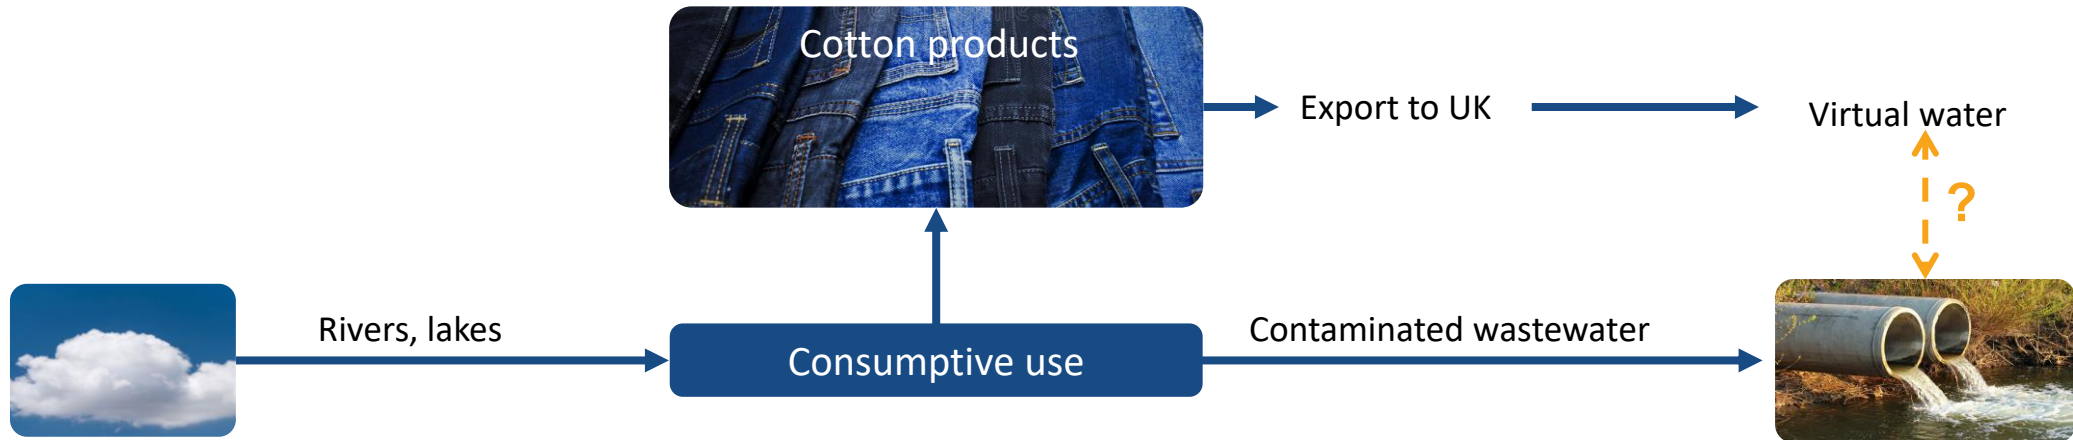 Cotton products
Export to UK
Virtual water
?
Rivers, lakes
Consumptive use
Contaminated wastewater